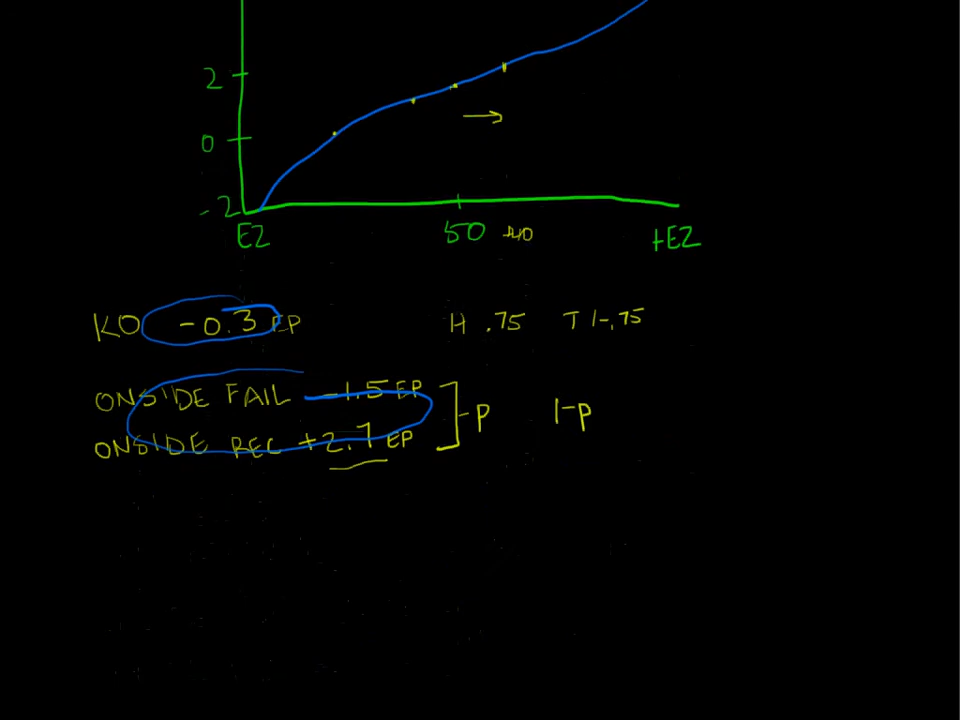 2
0
-2
EZ 50 40 +EZ
KO -0.3 EP H .75 T 1-.75
ONSIDE FAIL -1.5 EP
ONSIDE REC +2.7 EP -P 1-P